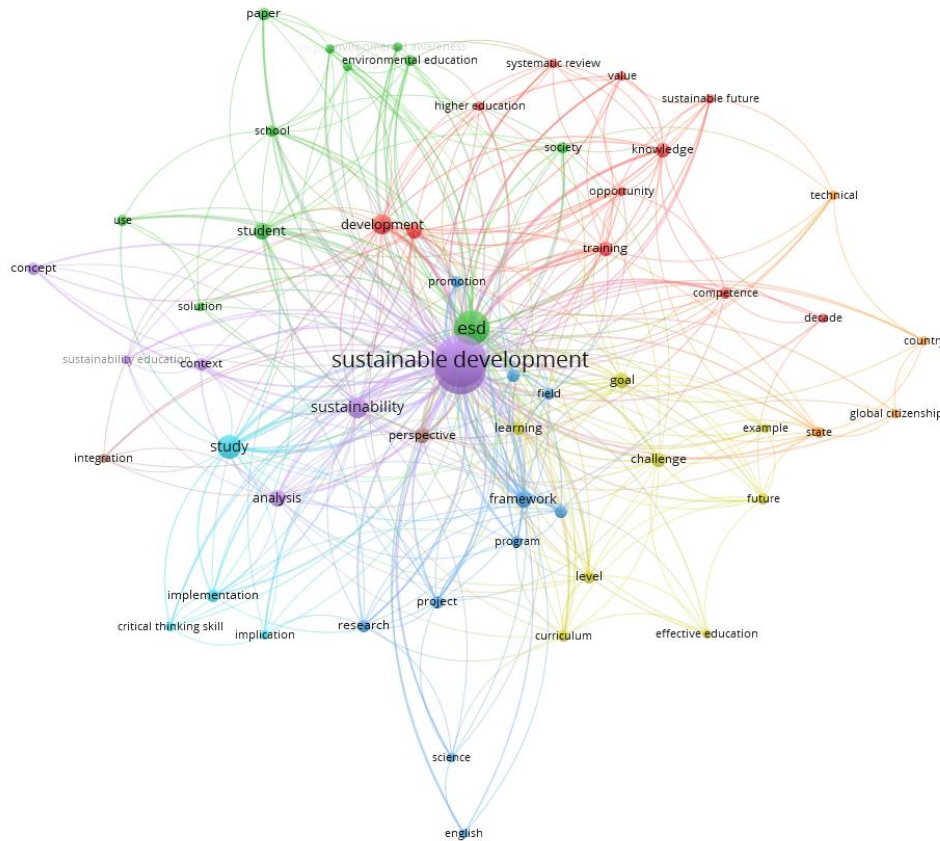 paper
environmental awareness
environmental education
systematic review
value
sustainable future
higher education
school
society
knowledge
opportunity
technical
use
student
development
training
concept
promotion
competence
solution
decade
esd
country
sustainability education
context
sustainable development
goal
field
sustainability
global citizenship
learning
example
perspective
state
study
integration
challenge
analysis
framework
future
program
level
implementation
project
critical thinking skill
implication
research
curriculum
effective education
science
english